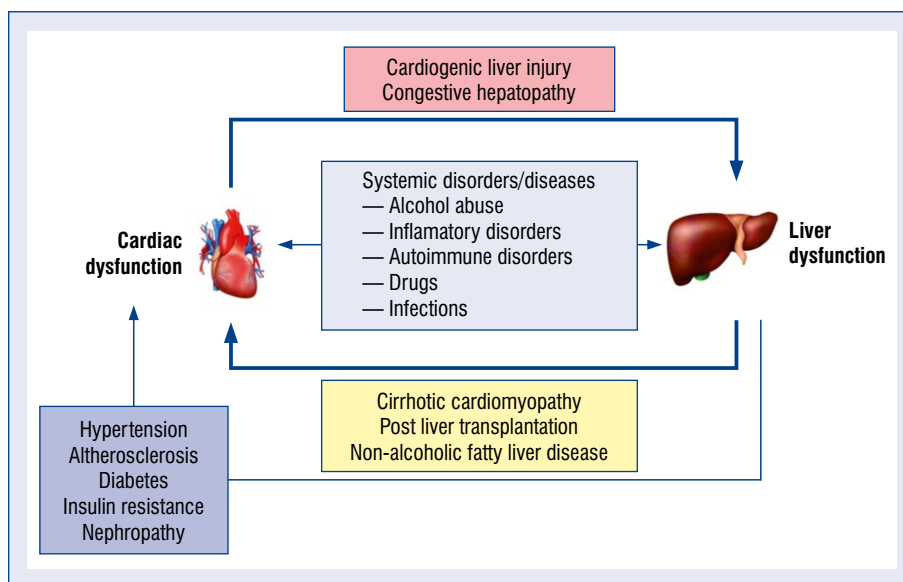 Cardiogenic liver injury
Congestive hepatopathy
Systemic disorders/diseases
— Alcohol abuse
— Inflamatory disorders
— Autoimmune disorders
— Drugs
— Infections
Cardiac
dysfunction
Liver
dysfunction
Cirrhotic cardiomyopathy
Post liver transplantation
Non-alcoholic fatty liver disease
Hypertension
Altherosclerosis
Diabetes
Insulin resistance
Nephropathy